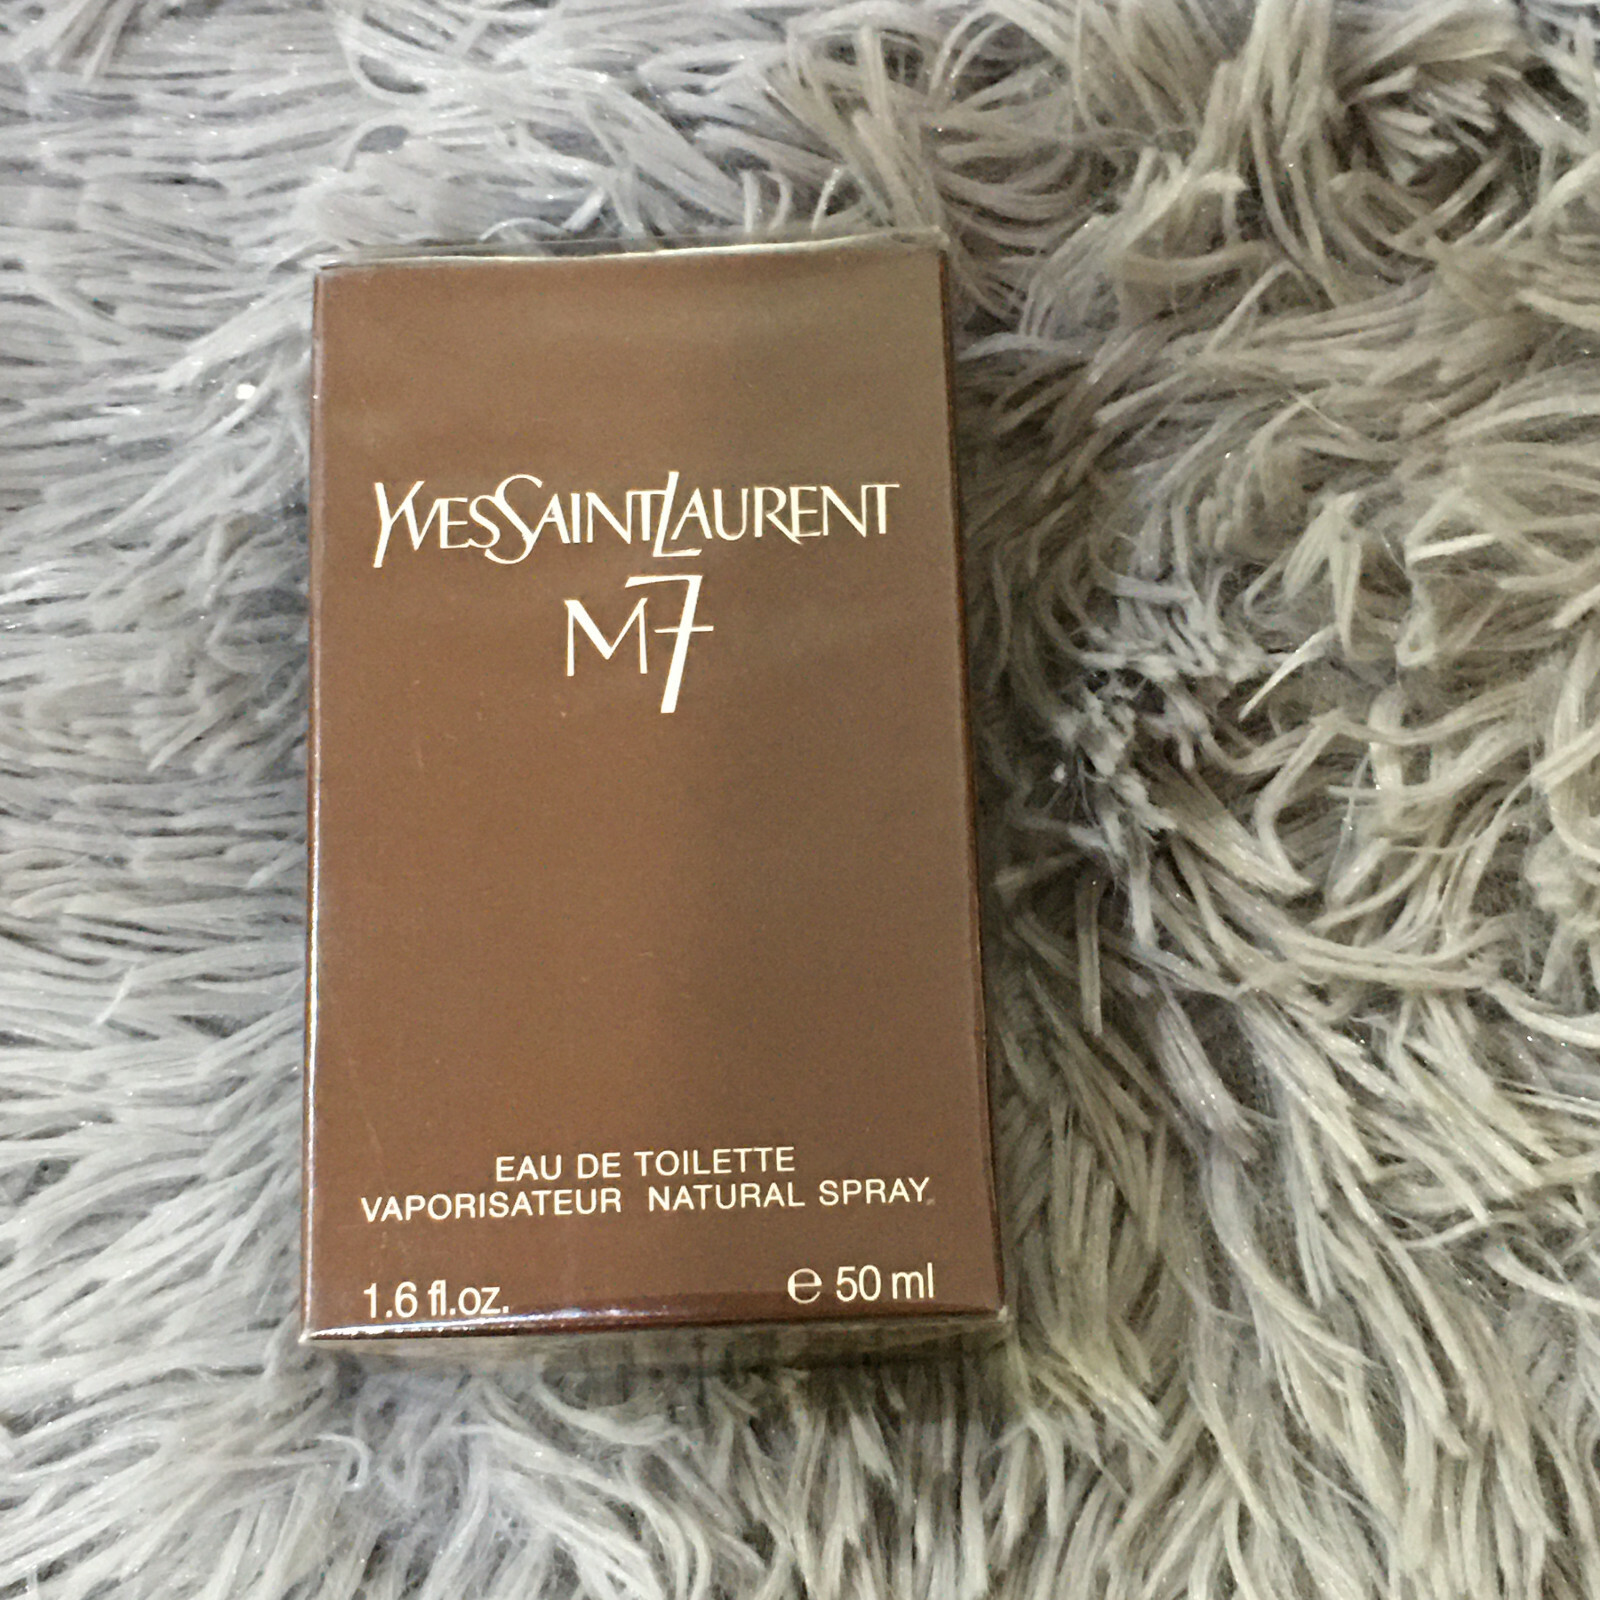 YVESSAINTLAURENT
M7
EAU DE TOILETTE
VAPORISATEUR NATURAL SPRAY
1.6 fl.oz. ℮ 50 ml